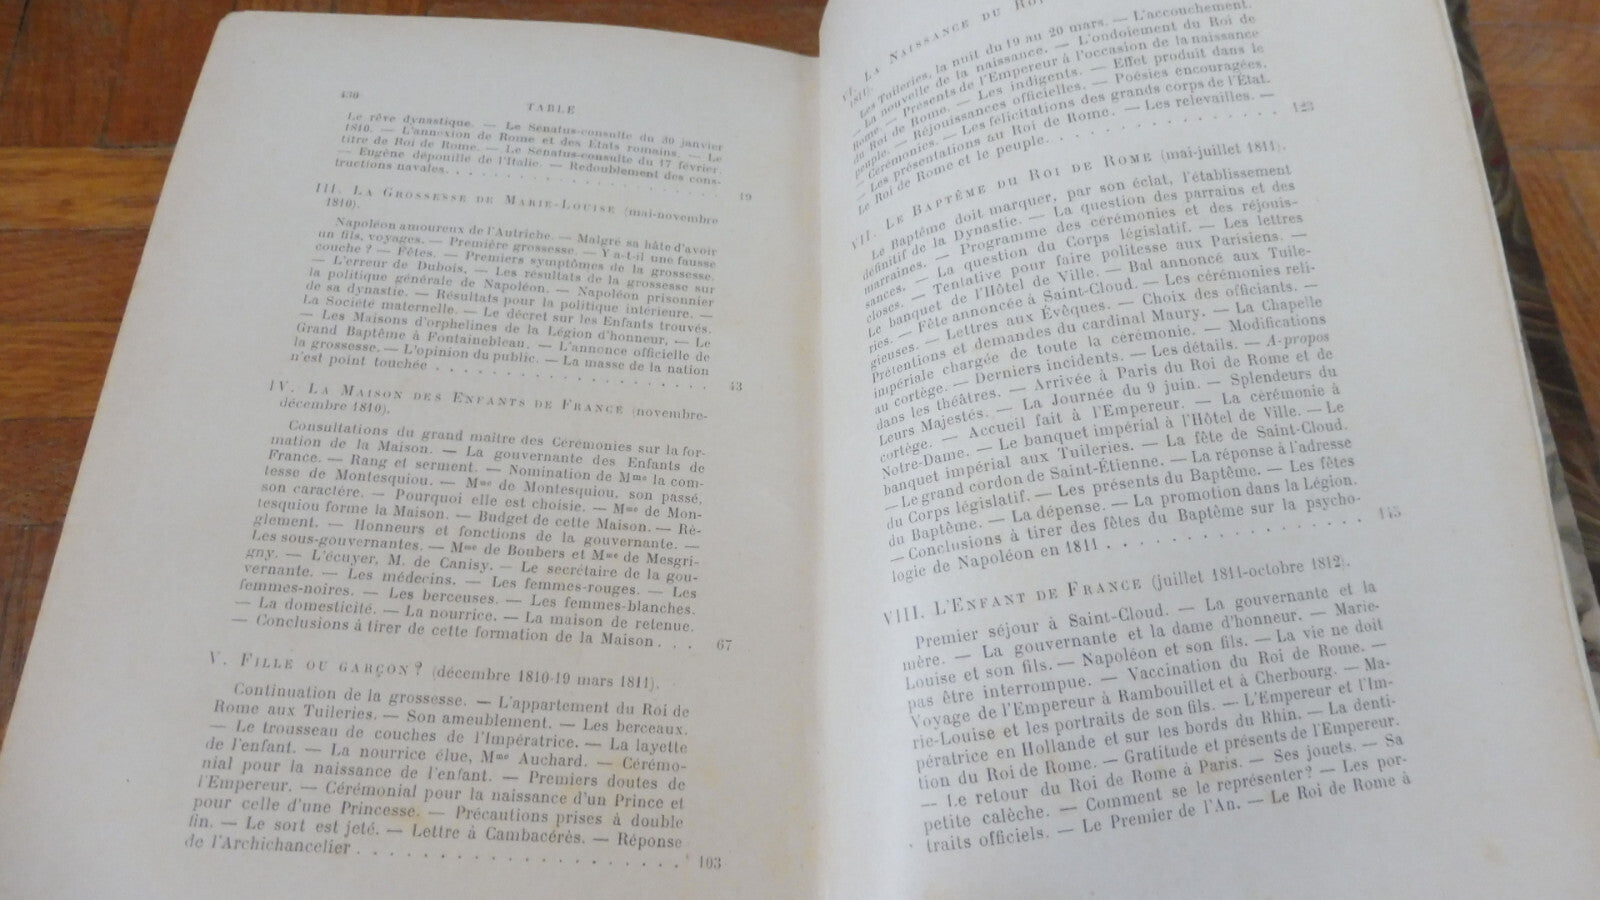 430
TABLE
Le rêve dynastique. — Le Sénatus-consulte du 30 janvier
1810. — L'annexion de Rome et des États romains. — Le
titre de Roi de Rome. — Le Sénatus-consulte du 17 février.
— Eugène dépouillé de l'Italie. — Redoublement des cons-
tructions navales. . . . . . . . . . . . . . . . . . . 19
III. La Grossesse de Marie-Louise (mai-novembre
1810).
Napoléon amoureux de l'Autriche. — Malgré sa hâte d'avoir
un fils, voyages. — Première grossesse. — Y a-t-il une fausse
couche ? — Fêtes. — Premiers symptômes de la grossesse.
— L'erreur de Dubois. — Les résultats de la grossesse sur
la politique générale de Napoléon. — Napoléon prisonnier
de sa dynastie. — Résultats pour la politique intérieure. —
La Société maternelle. — Le décret sur les Enfants trouvés.
— Les Maisons d'orphelines de la Légion d'honneur. — Le
Grand Baptême à Fontainebleau. — L'annonce officielle de
la grossesse. — L'opinion du public. — La masse de la nation
n'est point touchée . . . . . . . . . . . . . . . . . . 43
IV. La Maison des Enfants de France (novembre-
décembre 1810).
Consultations du grand maître des Cérémonies sur la for-
mation de la Maison. — La gouvernante des Enfants de
France. — Rang et serment. — Nomination de Mme la com-
tesse de Montesquiou. — Mme de Montesquiou, son passé,
son caractère. — Pourquoi elle est choisie. — Mme de Mon-
tesquiou forme la Maison. — Budget de cette Maison. — Rè-
glement. — Honneurs et fonctions de la gouvernante. —
Les sous-gouvernantes. — Mme de Boubers et Mme de Mesgri-
gny. — L'écuyer, M. de Canisy. — Le secrétaire de la gou-
vernante. — Les médecins. — Les femmes-rouges. — Les
femmes-noires. — Les berceuses. — Les femmes-blanches.
— La domesticité. — La nourrice. — La maison de retenue.
— Conclusions à tirer de cette formation de la Maison. . . 67
V. Fille ou garçon? (décembre 1810-19 mars 1811).
Continuation de la grossesse. — L'appartement du Roi de
Rome aux Tuileries. — Son ameublement. — Les berceaux.
— Le trousseau de couches de l'Impératrice. — La layette
de l'enfant. — La nourrice élue, Mme Auchard. — Cérémo-
nial pour la naissance de l'enfant. — Premiers doutes de
l'Empereur. — Cérémonial pour la naissance d'un Prince et
pour celle d'une Princesse. — Précautions prises à double
fin. — Le sort est jeté. — Lettre à Cambacérès. — Réponse
de l'Archichancelier . . . . . . . . . . . . . . . . . . 103
VI. La Naissance du Roi
1811).
Les Tuileries, la nuit du 19 au 20 mars. — L'accouchement.
— La nouvelle de la naissance. — L'ondoiement du Roi de
Rome. — Présents de l'Empereur à l'occasion de la naissance
du Roi de Rome. — Les indigents. — Effet produit dans le
peuple. — Réjouissances officielles. — Poésies encouragées.
— Cérémonies. — Les félicitations des grands corps de l'État.
— Les présentations au Roi de Rome. — Les relevailles. —
Le Roi de Rome et le peuple. . . . . . . . . . . . . . . 123
VII. Le Baptême du Roi de Rome (mai-juillet 1811).
Le Baptême doit marquer, par son éclat, l'établissement
définitif de la Dynastie. — La question des parrains et des
marraines. — Programme des cérémonies et des réjouis-
sances. — La question du Corps législatif. — Les lettres
closes. — Tentative pour faire politesse aux Parisiens. —
Le banquet de l'Hôtel de Ville. — Bal annoncé aux Tuile-
ries. — Fête annoncée à Saint-Cloud. — Les cérémonies reli-
gieuses. — Lettres aux Évêques. — Choix des officiants. —
Prétentions et demandes du cardinal Maury. — La Chapelle
impériale chargée de toute la cérémonie. — Modifications
au cortège. — Derniers incidents. — Les détails. — A-propos
dans les théâtres. — Arrivée à Paris du Roi de Rome et de
Leurs Majestés. — La Journée du 9 juin. — Splendeurs du
cortège. — Accueil fait à l'Empereur. — La cérémonie à
Notre-Dame. — Le banquet impérial à l'Hôtel de Ville. — Le
banquet impérial aux Tuileries. — La fête de Saint-Cloud.
— Le grand cordon de Saint-Étienne. — La réponse à l'adresse
du Corps législatif. — Les présents du Baptême. — Les fêtes
du Baptême. — La dépense. — La promotion dans la Légion.
— Conclusions à tirer des fêtes du Baptême sur la psycho-
logie de Napoléon en 1811 . . . . . . . . . . . . . . . 145
VIII. L'Enfant de France (juillet 1811-octobre 1812).
Premier séjour à Saint-Cloud. — La gouvernante et la
mère. — La gouvernante et la dame d'honneur. — Marie-
Louise et son fils. — Napoléon et son fils. — La vie ne doit
pas être interrompue. — Vaccination du Roi de Rome. —
Voyage de l'Empereur à Rambouillet et à Cherbourg. — Ma-
rie-Louise et les portraits de son fils. — L'Empereur et l'Im-
pératrice en Hollande et sur les bords du Rhin. — La denti-
tion du Roi de Rome. — Gratitude et présents de l'Empereur.
— Le retour du Roi de Rome à Paris. — Ses jouets. — Sa
petite calèche. — Comment se le représenter? — Les por-
traits officiels. — Le Premier de l'An. — Le Roi de Rome à